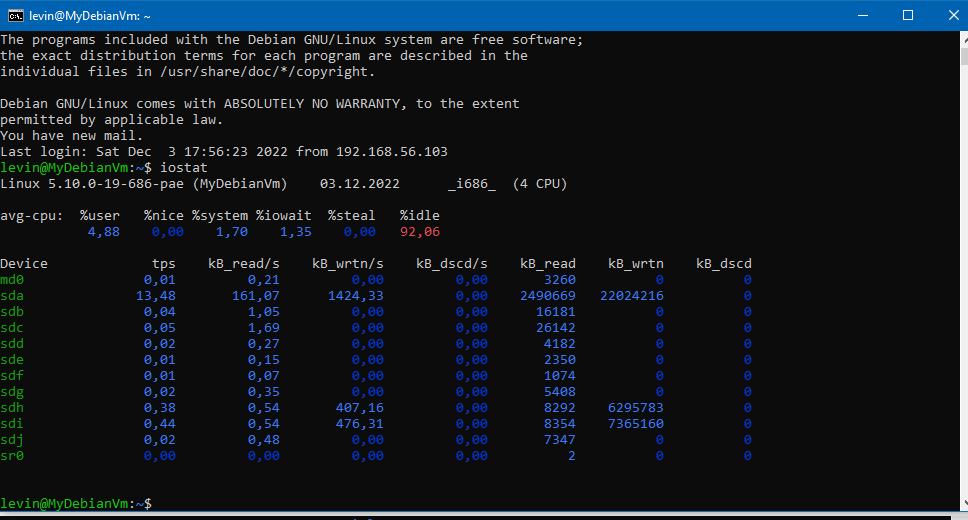 levin@MyDebianVm: ~
The programs included with the Debian GNU/Linux system are free software;
the exact distribution terms for each program are described in the
individual files in /usr/share/doc/*/copyright.
Debian GNU/Linux comes with ABSOLUTELY NO WARRANTY, to the extent
permitted by applicable law.
You have new mail.
Last login: Sat Dec  3 17:56:23 2022 from 192.168.56.103
levin@MyDebianVm:~$ iostat
Linux 5.10.0-19-686-pae (MyDebianVm)    03.12.2022      _i686_  (4 CPU)
avg-cpu:  %user   %nice %system %iowait  %steal   %idle
           4,88    0,00    1,70    1,35    0,00   92,06
Device             tps    kB_read/s    kB_wrtn/s    kB_dscd/s    kB_read    kB_wrtn    kB_dscd
md0               0,01         0,21         0,00         0,00       3260          0          0
sda              13,48       161,07      1424,33         0,00    2490669   22024216          0
sdb               0,04         1,05         0,00         0,00      16181          0          0
sdc               0,05         1,69         0,00         0,00      26142          0          0
sdd               0,02         0,27         0,00         0,00       4182          0          0
sde               0,01         0,15         0,00         0,00       2350          0          0
sdf               0,01         0,07         0,00         0,00       1074          0          0
sdg               0,02         0,35         0,00         0,00       5408          0          0
sdh               0,38         0,54       407,16         0,00       8292    6295783          0
sdi               0,44         0,54       476,31         0,00       8354    7365160          0
sdj               0,02         0,48         0,00         0,00       7347          0          0
sr0               0,00         0,00         0,00         0,00          2          0          0
levin@MyDebianVm:~$